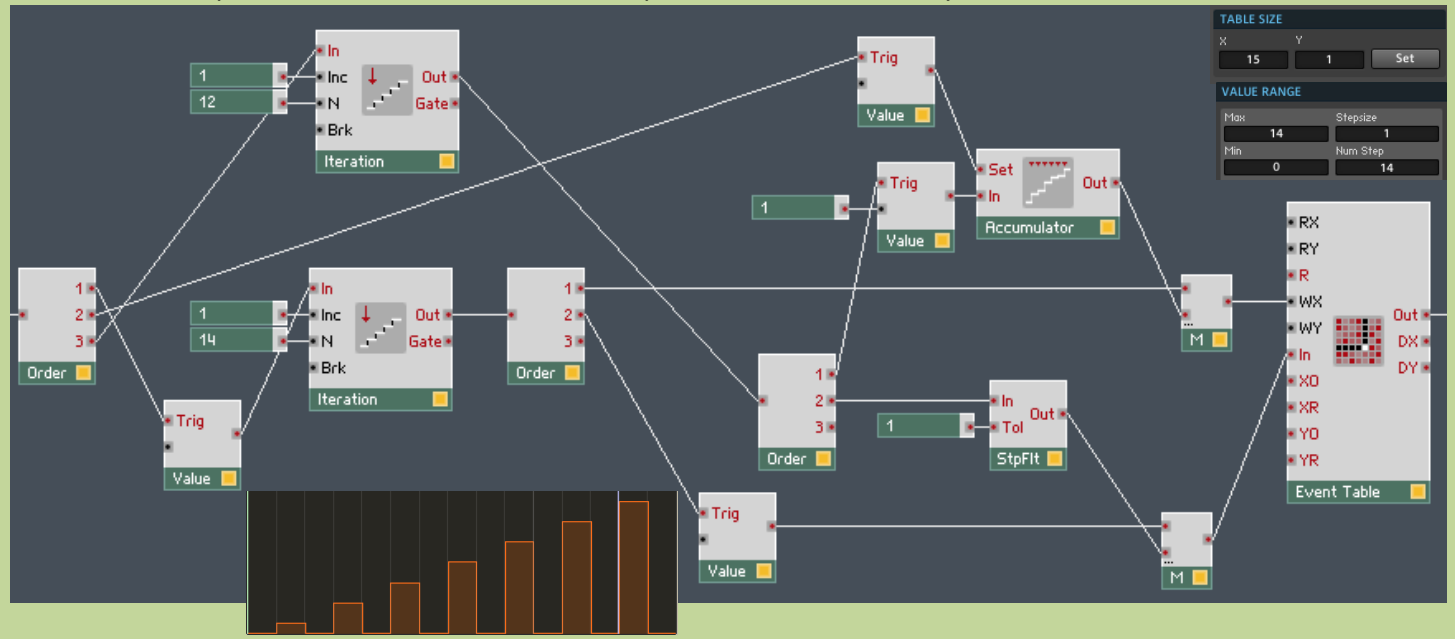 In
Inc
N
Brk
Out
Gate
Iteration
1
12
Trig
Value
TABLE SIZE
X
Y
15
1
Set
VALUE RANGE
Max
Stepsize
14
1
Min
Num Step
0
14
Trig
Value
1
Set
In
Out
Accumulator
1
2
3
Order
1
14
In
Inc
N
Brk
Out
Gate
Iteration
1
2
3
Order
...
M
RX
RY
R
WX
WY
In
XO
XR
YO
YR
Out
DX
DY
Event Table
Trig
Value
1
2
3
Order
1
In
Tol
Out
StpFlt
Trig
Value
...
M